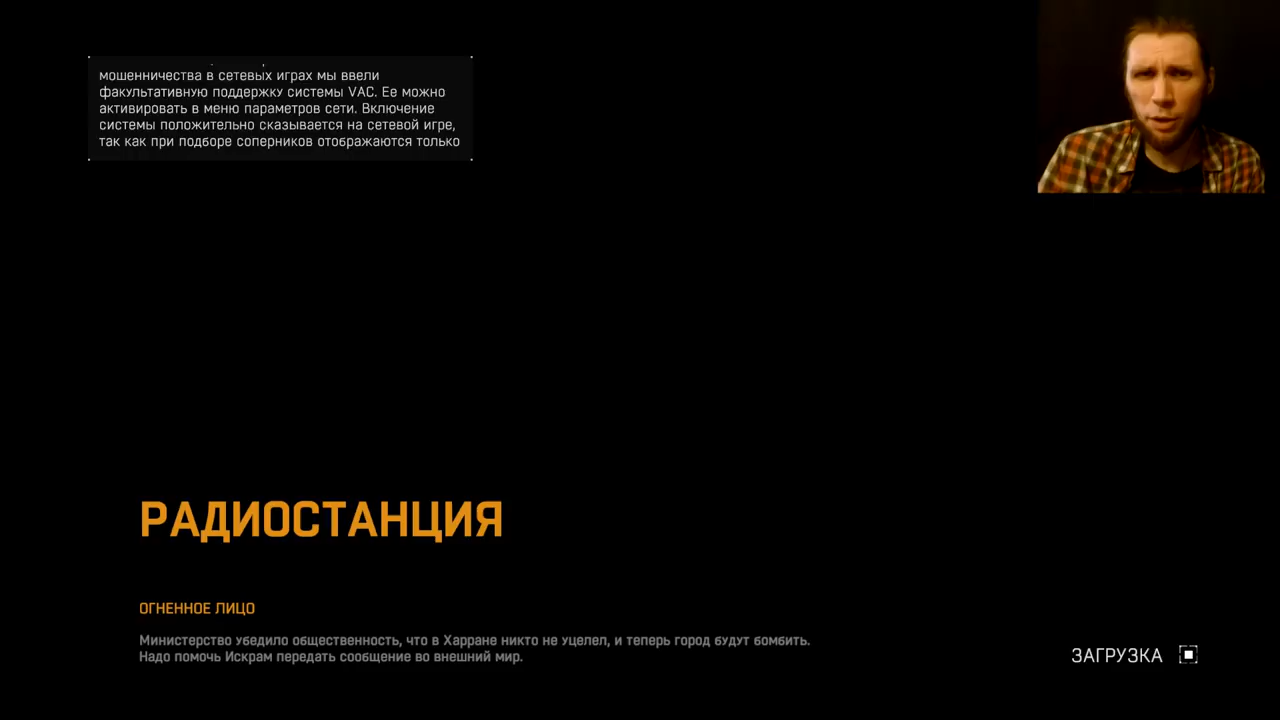 мошенничества в сетевых играх мы ввели
факультативную поддержку системы VAC. Ее можно
активировать в меню параметров сети. Включение
системы положительно сказывается на сетевой игре,
так как при подборе соперников отображаются только
РАДИОСТАНЦИЯ
ОГНЕННОЕ ЛИЦО
Министерство убедило общественность, что в Харране никто не уцелел, и теперь город будут бомбить.
Надо помочь Искрам передать сообщение во внешний мир.
ЗАГРУЗКА